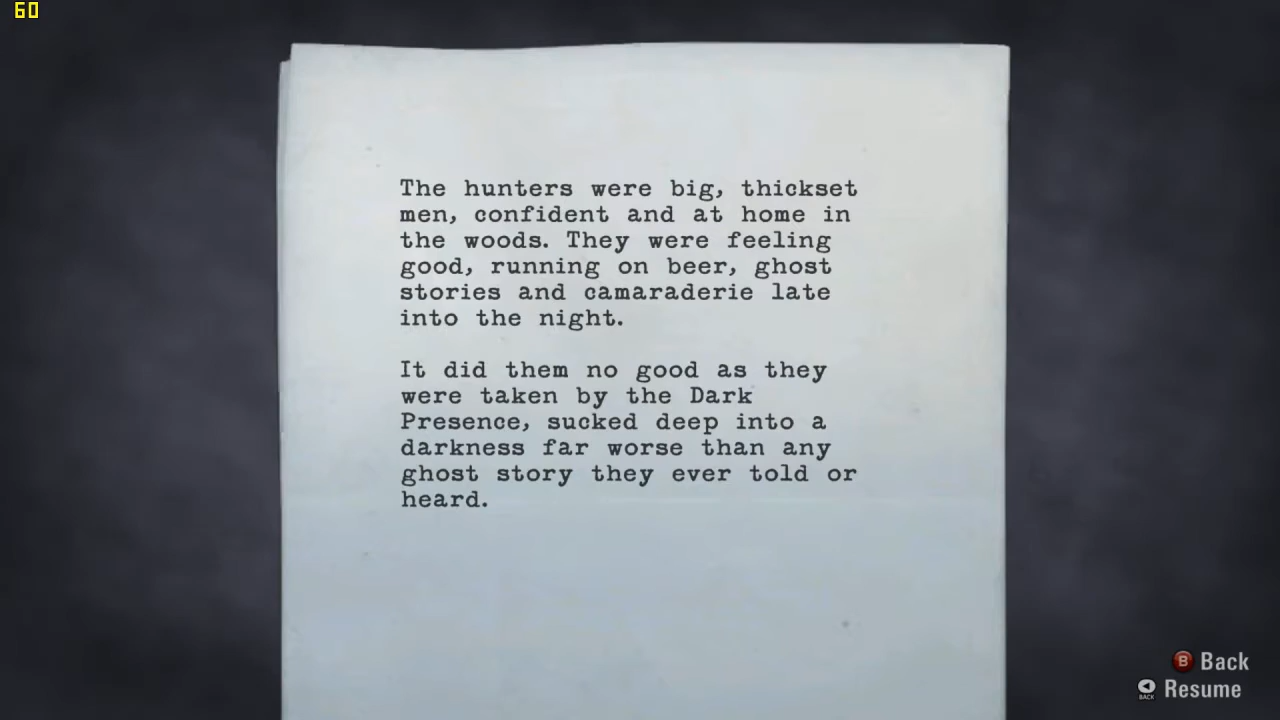 60
The hunters were big, thickset
men, confident and at home in
the woods. They were feeling
good, running on beer, ghost
stories and camaraderie late
into the night.
It did them no good as they
were taken by the Dark
Presence, sucked deep into a
darkness far worse than any
ghost story they ever told or
heard.
B Back
BACK Resume